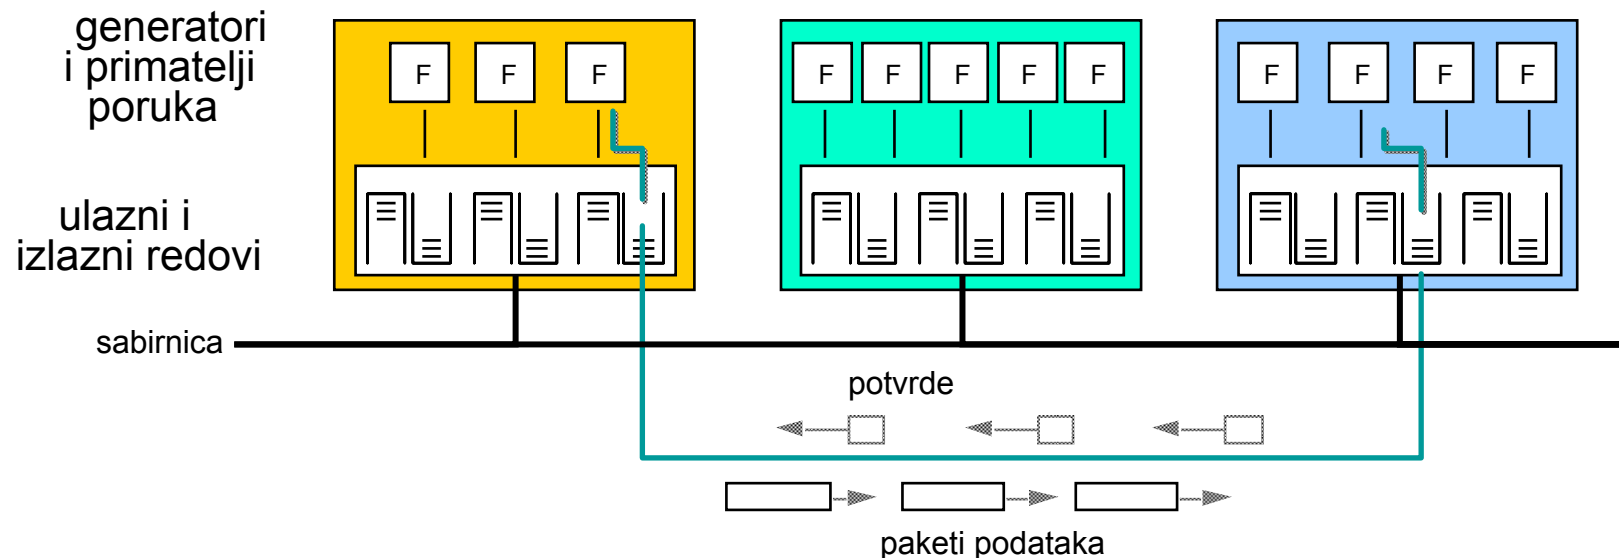 generatori
i primatelji
poruka
F F F
F F F F F
F F F F
ulazni i
izlazni redovi
sabirnica
potvrde
paketi podataka